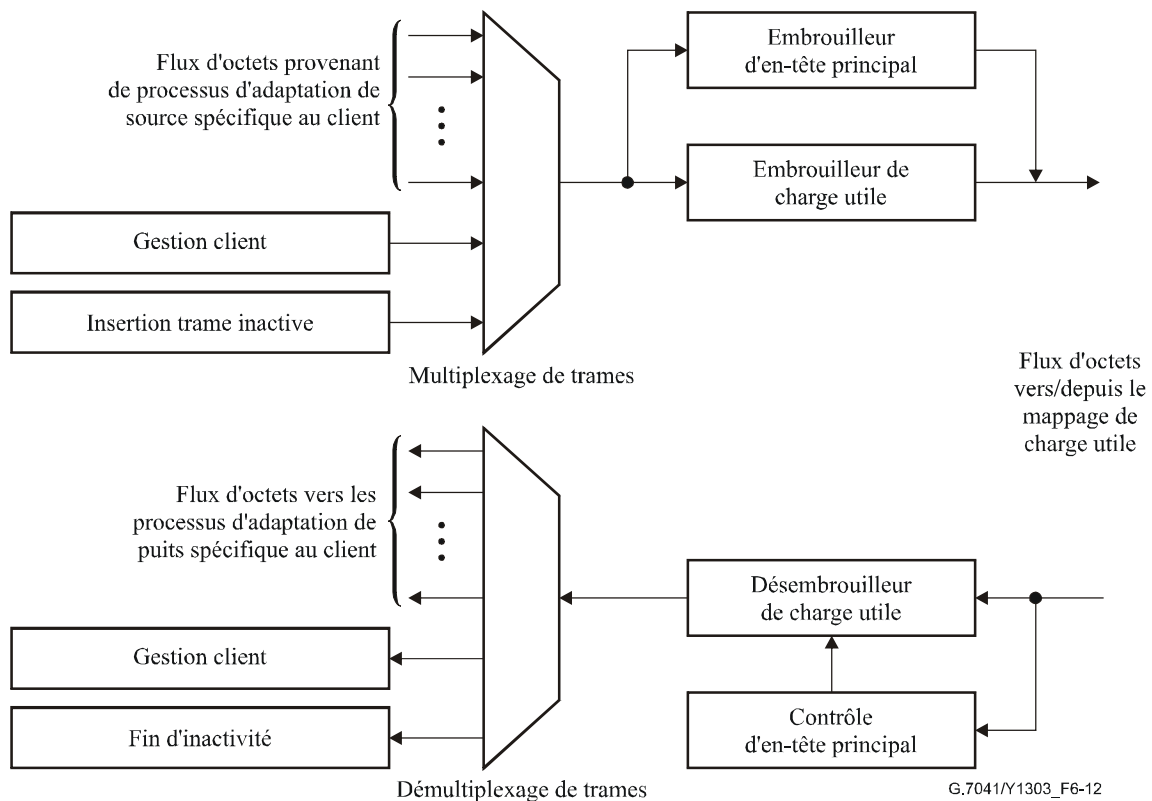 Flux d'octets provenant
de processus d'adaptation de
source spécifique au client
Embrouilleur
d'en-tête principal
Embrouilleur de
charge utile
Gestion client
Insertion trame inactive
Multiplexage de trames
Flux d'octets
vers/depuis le
mappage de
charge utile
Flux d'octets vers les
processus d'adaptation de
puits spécifique au client
Désembrouilleur
de charge utile
Gestion client
Contrôle
d'en-tête principal
Fin d'inactivité
Démultiplexage de trames
G.7041/Y1303_F6-12